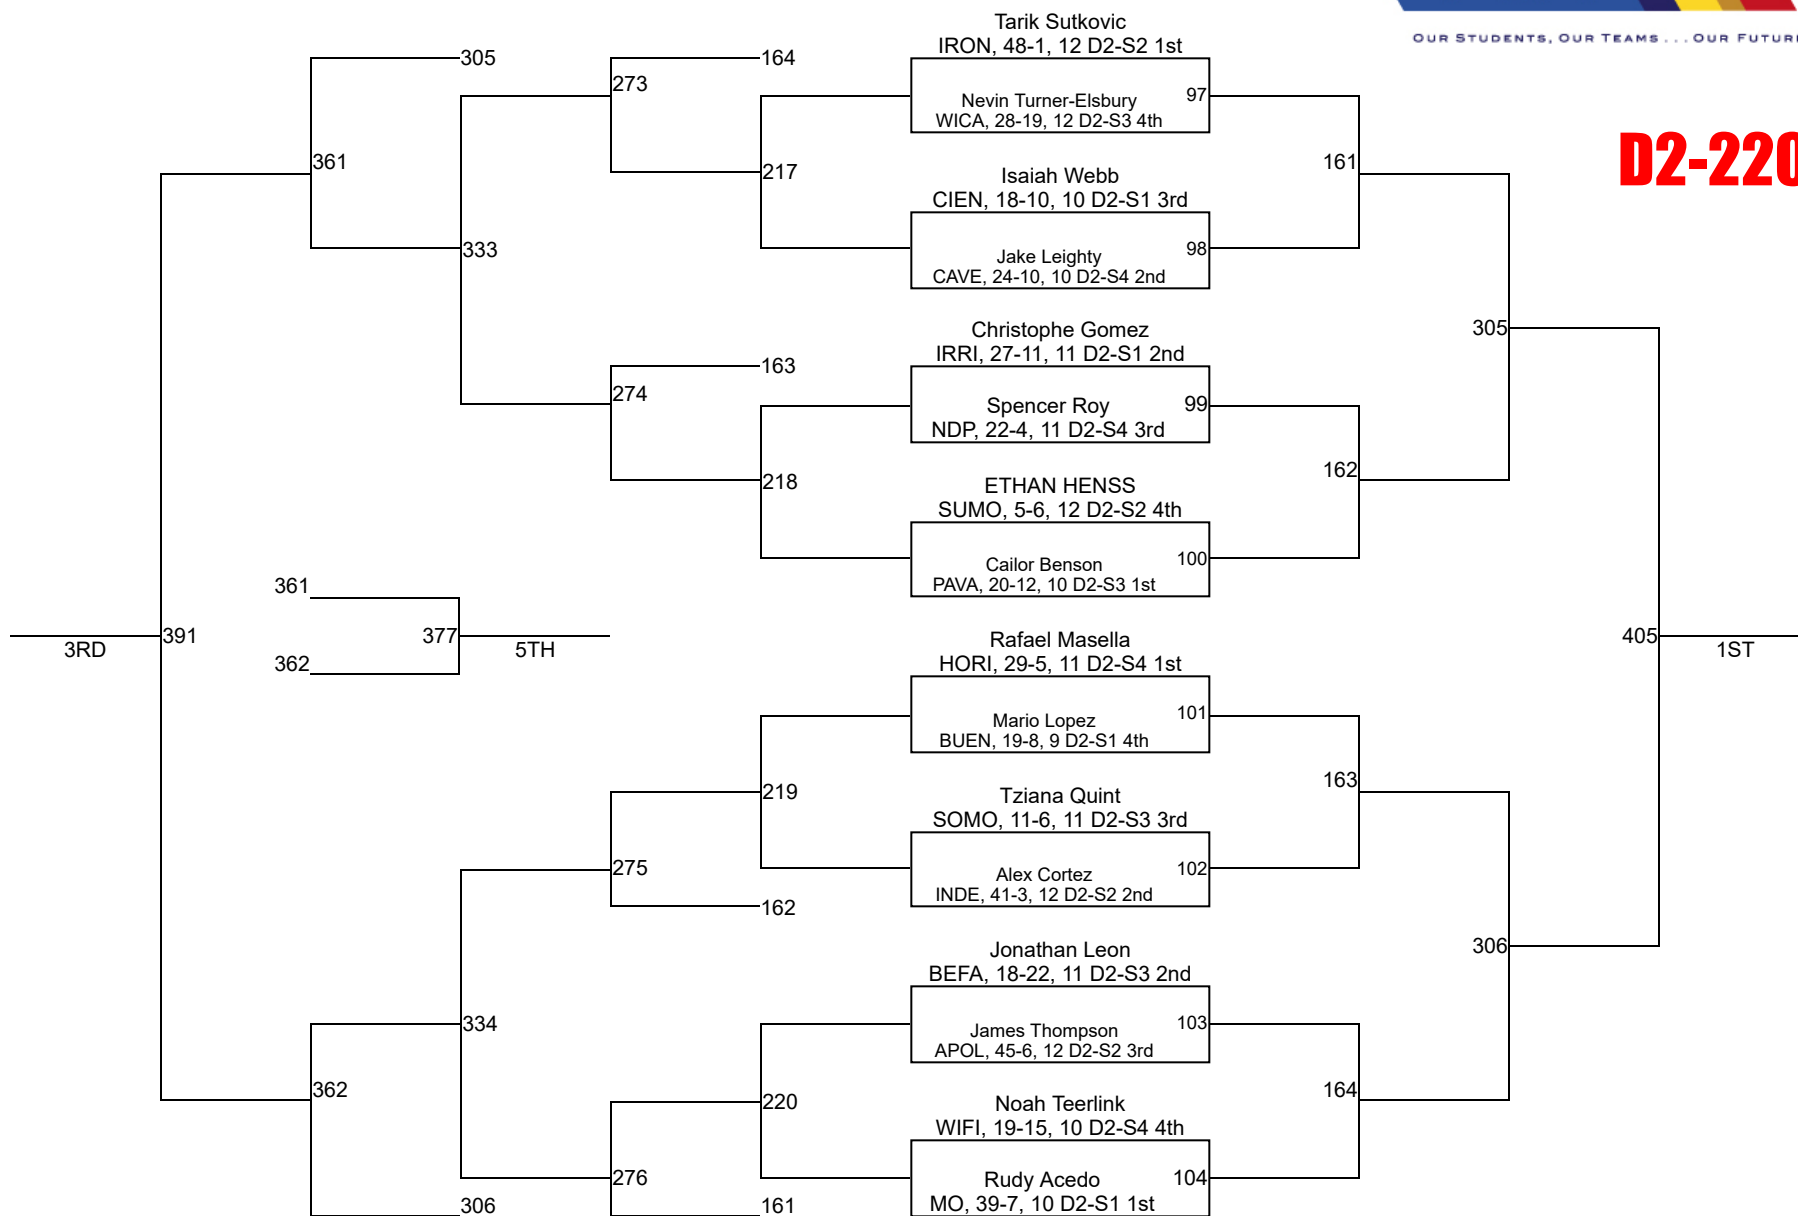 OUR STUDENTS, OUR TEAMS . . . OUR FUTURE
D2-220
Tarik Sutkovic
IRON, 48-1, 12 D2-S2 1st
Nevin Turner-Elsbury
WICA, 28-19, 12 D2-S3 4th
97
Isaiah Webb
CIEN, 18-10, 10 D2-S1 3rd
Jake Leighty
CAVE, 24-10, 10 D2-S4 2nd
98
Christophe Gomez
IRRI, 27-11, 11 D2-S1 2nd
Spencer Roy
NDP, 22-4, 11 D2-S4 3rd
99
ETHAN HENSS
SUMO, 5-6, 12 D2-S2 4th
Cailor Benson
PAVA, 20-12, 10 D2-S3 1st
100
Rafael Masella
HORI, 29-5, 11 D2-S4 1st
Mario Lopez
BUEN, 19-8, 9 D2-S1 4th
101
Tziana Quint
SOMO, 11-6, 11 D2-S3 3rd
Alex Cortez
INDE, 41-3, 12 D2-S2 2nd
102
Jonathan Leon
BEFA, 18-22, 11 D2-S3 2nd
James Thompson
APOL, 45-6, 12 D2-S2 3rd
103
Noah Teerlink
WIFI, 19-15, 10 D2-S4 4th
Rudy Acedo
MO, 39-7, 10 D2-S1 1st
104
161
162
163
164
305
306
405
1ST
164
217
163
218
219
162
220
161
273
274
275
276
305
333
334
306
361
362
361
377
362
5TH
391
3RD